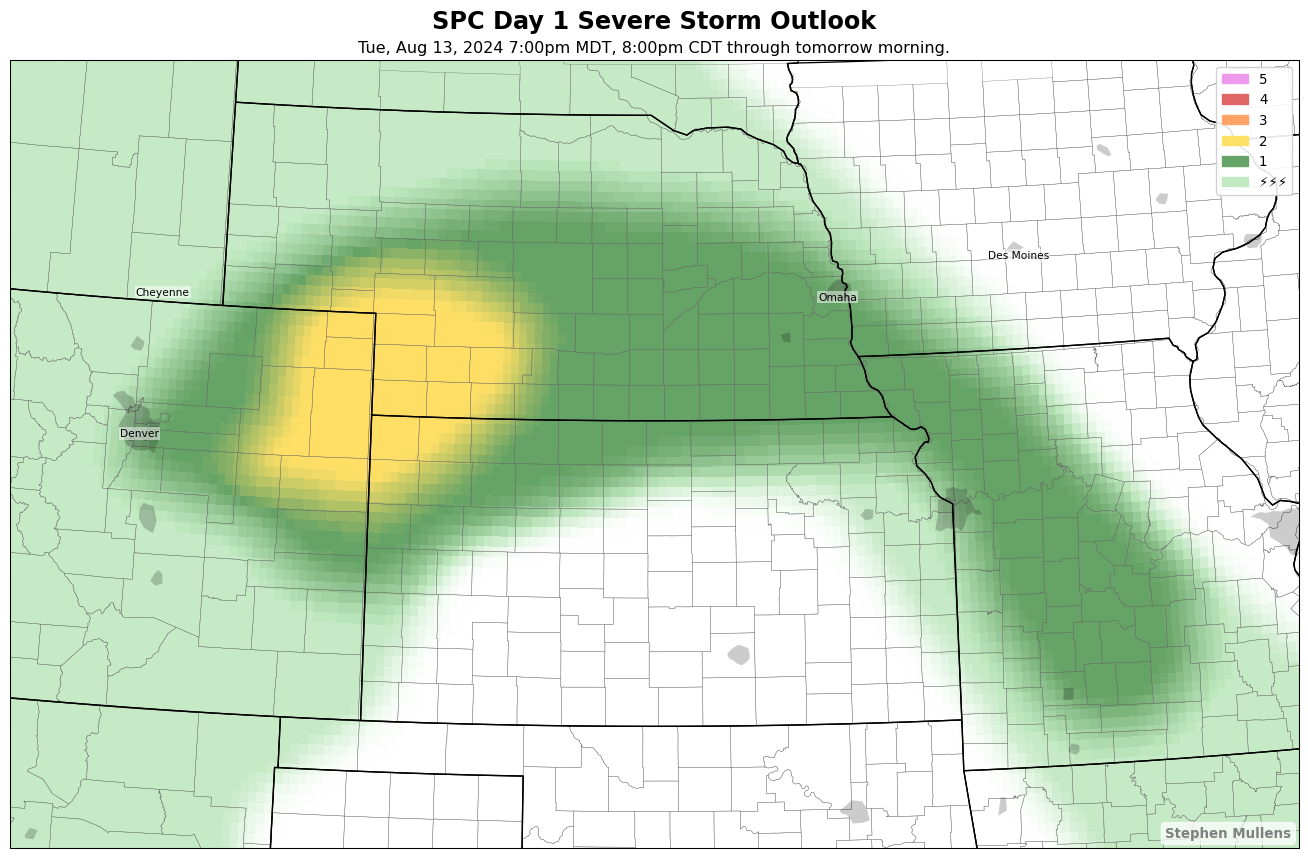 SPC Day 1 Severe Storm Outlook
Tue, Aug 13, 2024 7:00pm MDT, 8:00pm CDT through tomorrow morning.
5
4
3
2
1
⚡⚡⚡
Des Moines
Cheyenne
Omaha
Denver
Stephen Mullens